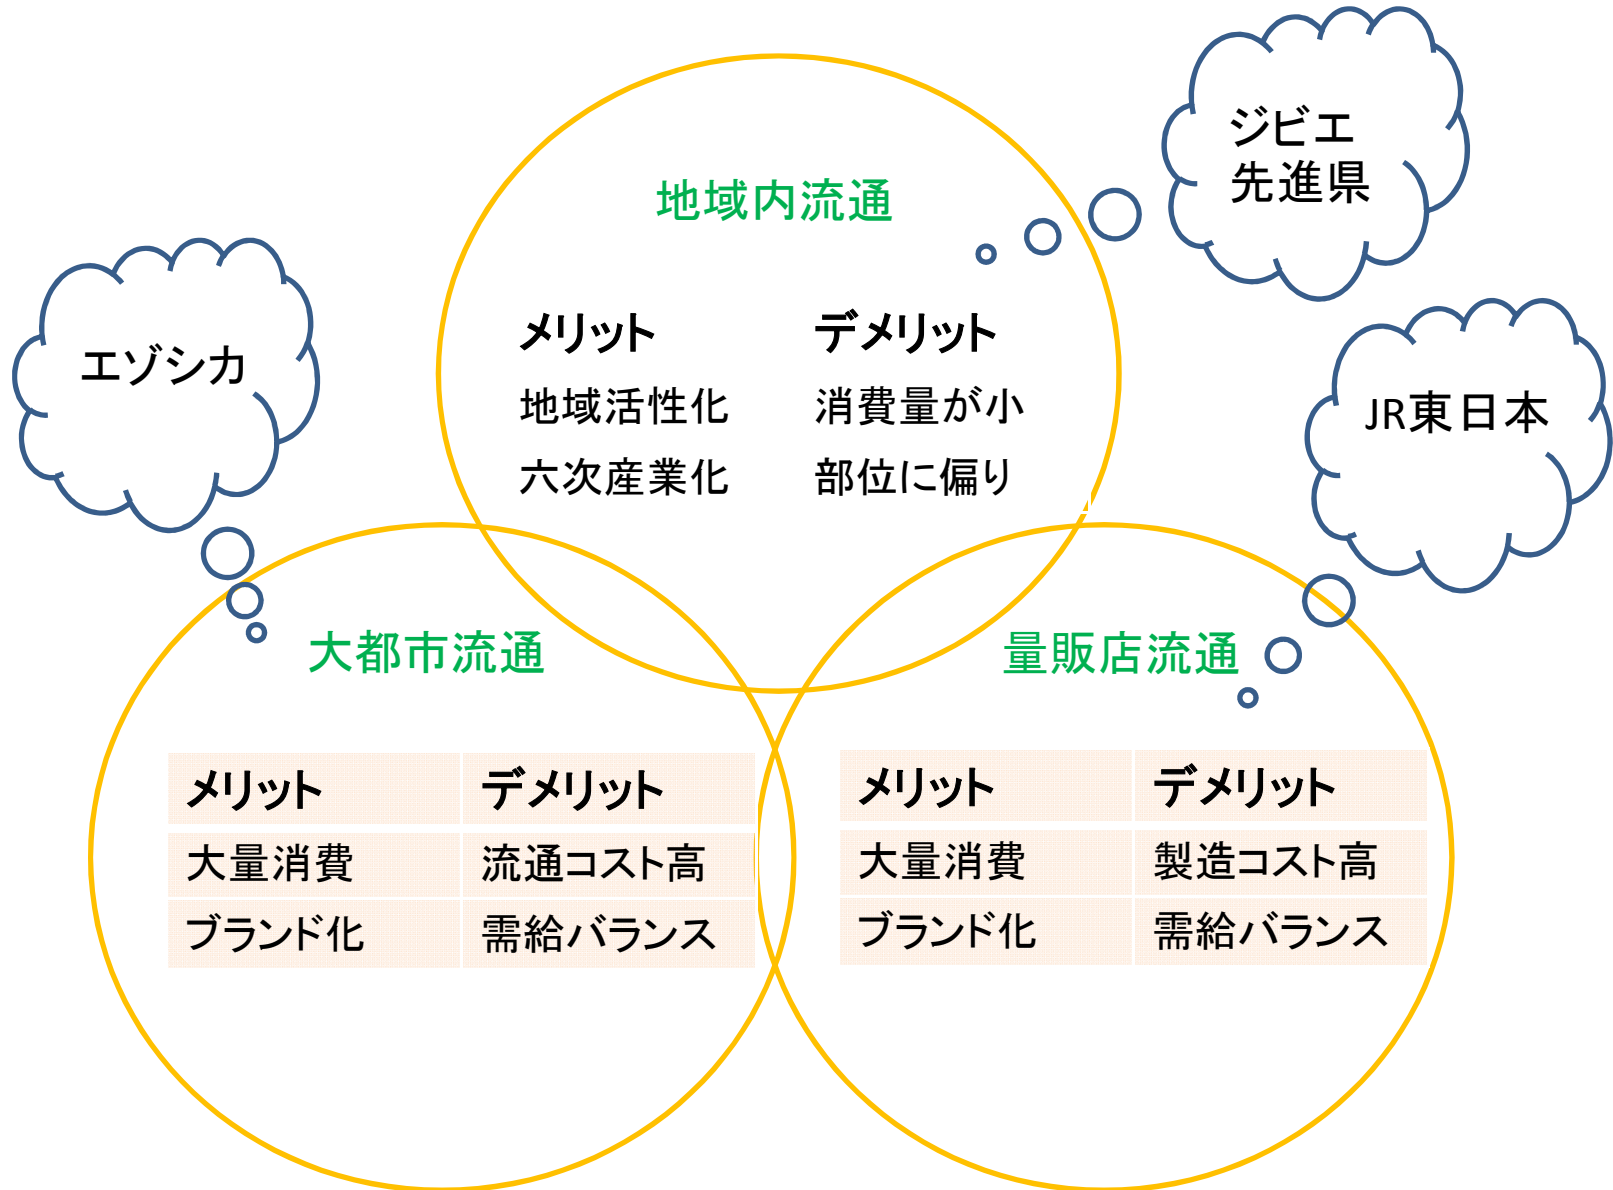 ジビエ
先進県
地域内流通
エゾシカ
メリット デメリット
地域活性化 消費量が小
六次産業化 部位に偏り
JR東日本
大都市流通
メリット デメリット
大量消費 流通コスト高
ブランド化 需給バランス
量販店流通
メリット デメリット
大量消費 製造コスト高
ブランド化 需給バランス